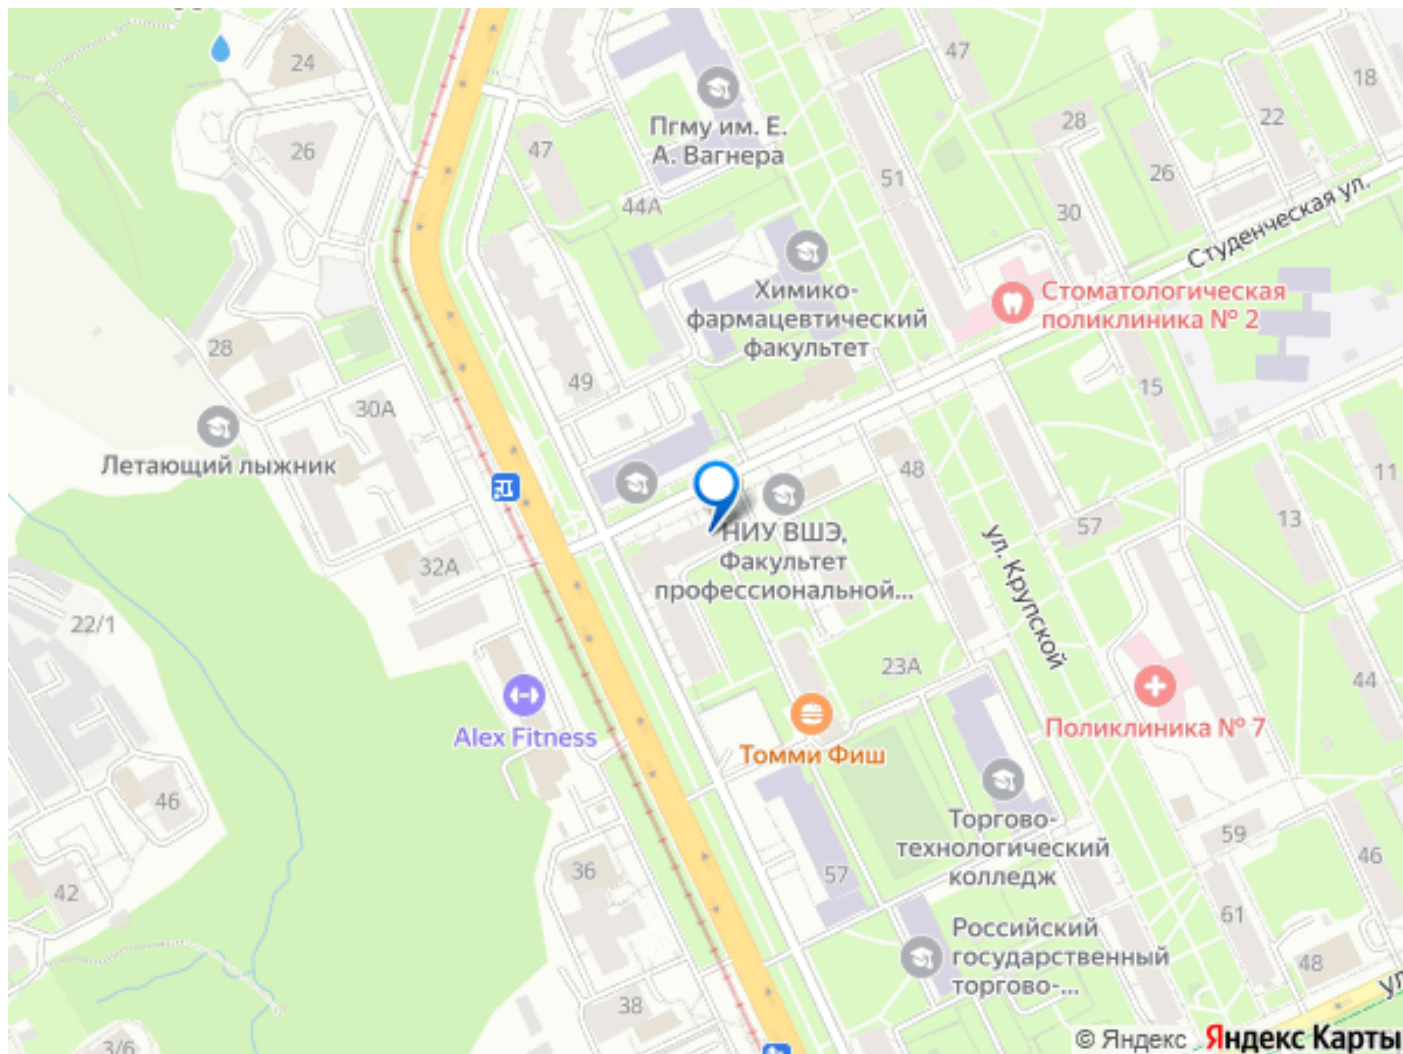 24
47
18
28
22
Пгму им. Е.
А. Вагнера
47
26
26
51
44А
30
Студенческая ул.
Химико-
фармацевтический
факультет
Стоматологическая
поликлиника № 2
28
49
30А
15
Летающий лыжник
48
11
13
57
НИУ ВШЭ,
Факультет
профессиональной...
32А
ул. Крупской
22/1
23А
44
Alex Fitness
Томми Фиш
Поликлиника № 7
46
Торгово-
технологический
колледж
59
46
36
57
42
61
Российский
государственный
торгово-...
48
ул
38
3/6
© Яндекс Яндекс Карты